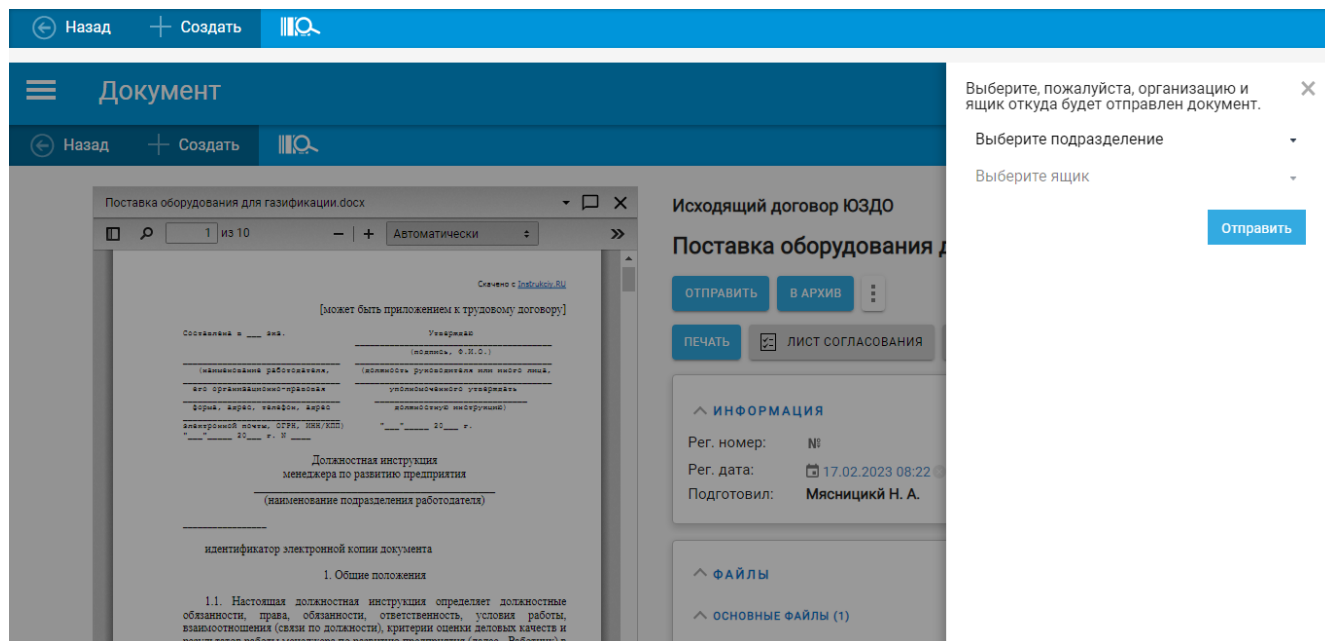 Назад
Создать
Документ
Назад
Создать
Выберите, пожалуйста, организацию и
ящик откуда будет отправлен документ.
Выберите подразделение
Выберите ящик
Отправить
Поставка оборудования для газификации.docx
1 из 10
Автоматически
Скачено с Instrukciy.RU
[может быть приложением к трудовому договору]
Составлена в ___ экз.
Утверждаю
(подпись, Ф.И.О.)
(наименование работодателя,
(должность руководителя или иного лица,
его организационно-правовая
уполномоченного утверждать
форма, адрес, телефон, адрес
должностную инструкцию)
электронной почты, ОГРН, ИНН/КПП)
"___"_____ 20___ г.
"___"_____ 20___ г. N ____
Должностная инструкция
менеджера по развитию предприятия
(наименование подразделения работодателя)
идентификатор электронной копии документа
1. Общие положения
1.1. Настоящая должностная инструкция определяет должностные
обязанности, права, обязанности, ответственность, условия работы,
взаимоотношения (связи по должности), критерии оценки деловых качеств и
Исходящий договор ЮЗДО
Поставка оборудования д
ОТПРАВИТЬ
В АРХИВ
ПЕЧАТЬ
ЛИСТ СОГЛАСОВАНИЯ
ИНФОРМАЦИЯ
Рег. номер: №
Рег. дата: 17.02.2023 08:22
Подготовил: Мясницикй Н. А.
ФАЙЛЫ
ОСНОВНЫЕ ФАЙЛЫ (1)